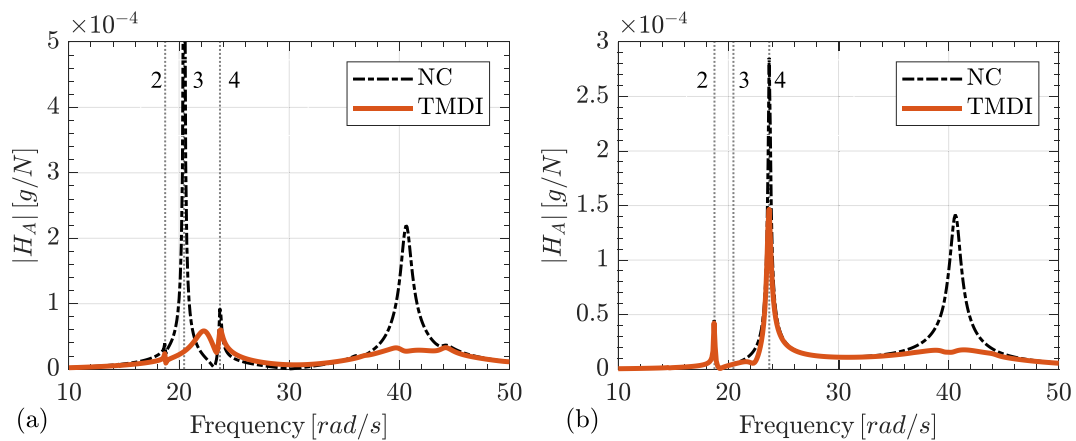 ×10⁻⁴
5
4
3
2
1
0
2 3 4
NC
TMDI
|H_A| [g/N]
10 20 30 40 50
(a) Frequency [rad/s]
×10⁻⁴
3
2.5
2
1.5
1
0.5
0
2 3 4
NC
TMDI
|H_A| [g/N]
10 20 30 40 50
(b) Frequency [rad/s]